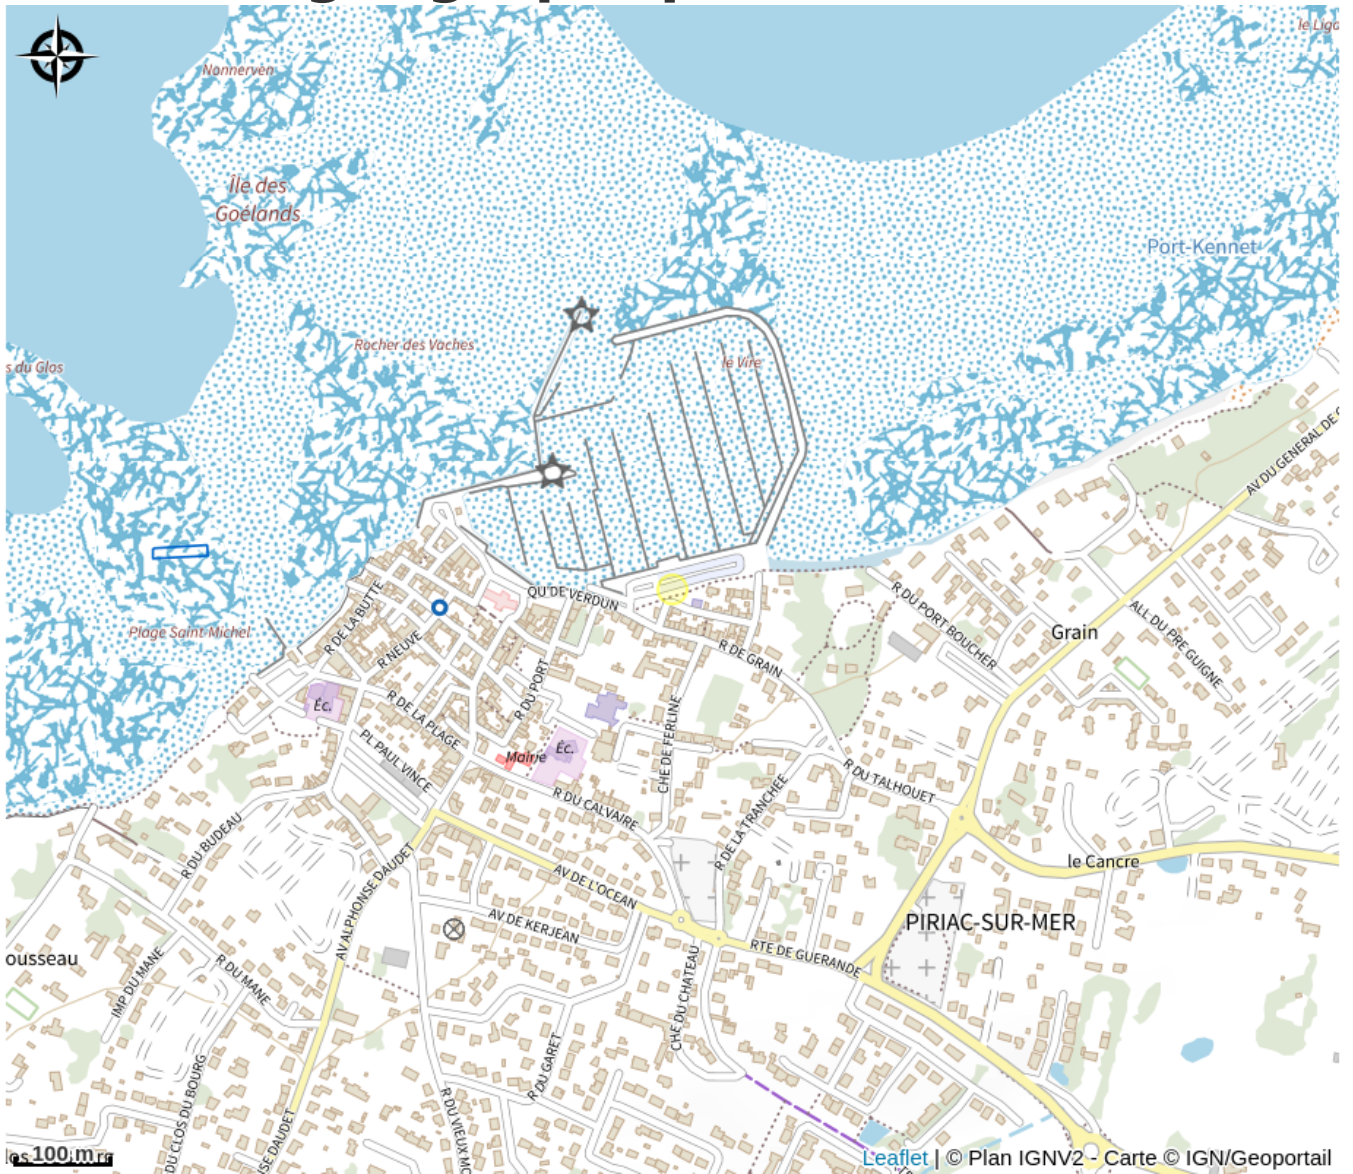 Nonnerven
le Liga
Île des
Goélands
Port-Kennet
Rocher des Vaches
le Vire
s du Glos
AV DU GENERAL DE G
QU DE VERDUN
R DE LA BUTTE
R NEUVE
Plage Saint-Michel
R DU PORT BOUCHER
Grain
ALL DU PRE GUIGNE
R DE GRAIN
R DU PORT
Éc.
R DE LA PLAGE
PL PAUL VINCE
Mairie
Éc.
CHE DE FERLINE
R DU TALHOUET
R DU CALVAIRE
R DE LA TRANCHEE
R DU BUDEAU
le Cancre
AV ALPHONSE DAUDET
AV DE L'OCEAN
AV DE KERJEAN
PIRIAC-SUR-MER
RTE DE GUERANDE
ousseau
IMP DU MANE
R DU MANE
CHE DU CHATEAU
R DU GARET
DU CLOS DU BOURG
SE DAUDET
R DU VIEUX MO
100 m
Leaflet | © Plan IGNV2 - Carte © IGN/Geoportail